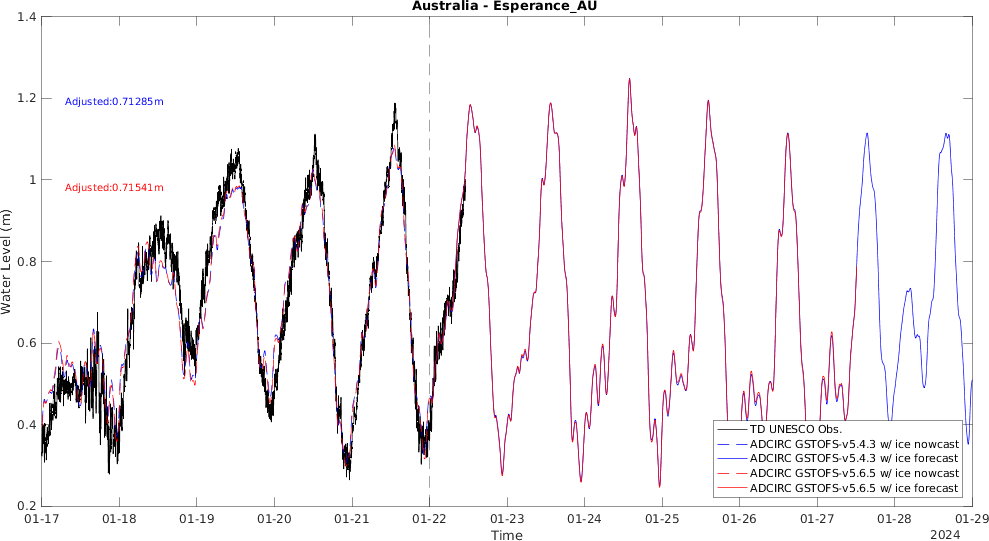 Australia - Esperance_AU
1.4
1.2
1
0.8
0.6
0.4
0.2
Water Level (m)
Adjusted:0.71285m
Adjusted:0.71541m
TD UNESCO Obs.
ADCIRC GSTOFS-v5.4.3 w/ ice nowcast
ADCIRC GSTOFS-v5.4.3 w/ ice forecast
ADCIRC GSTOFS-v5.6.5 w/ ice nowcast
ADCIRC GSTOFS-v5.6.5 w/ ice forecast
01-17 01-18 01-19 01-20 01-21 01-22 01-23 01-24 01-25 01-26 01-27 01-28 01-29
Time
2024